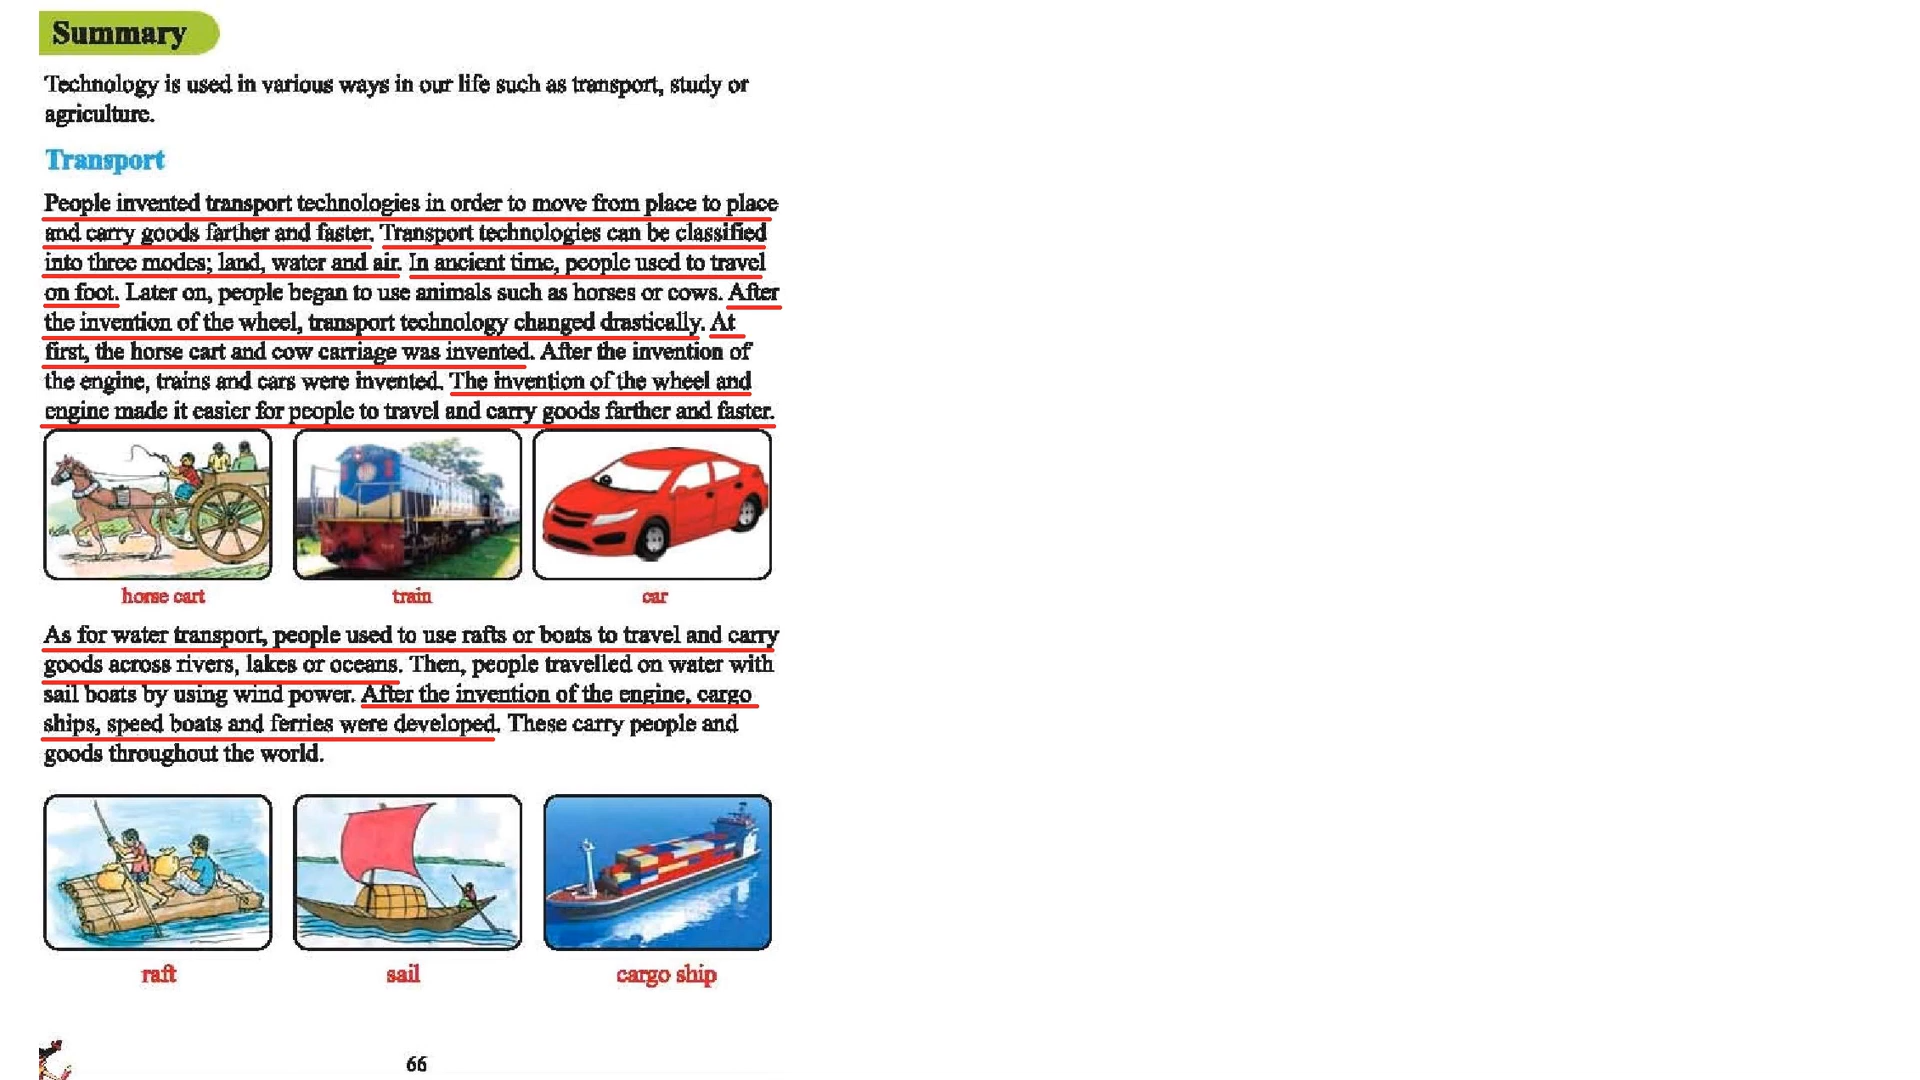 Summary
Technology is used in various ways in our life such as transport, study or
agriculture.
Transport
People invented transport technologies in order to move from place to place
and carry goods farther and faster. Transport technologies can be classified
into three modes; land, water and air. In ancient time, people used to travel
on foot. Later on, people began to use animals such as horses or cows. After
the invention of the wheel, transport technology changed drastically. At
first, the horse cart and cow carriage was invented. After the invention of
the engine, trains and cars were invented. The invention of the wheel and
engine made it easier for people to travel and carry goods farther and faster.
horse cart
train
car
As for water transport, people used to use rafts or boats to travel and carry
goods across rivers, lakes or oceans. Then, people travelled on water with
sail boats by using wind power. After the invention of the engine, cargo
ships, speed boats and ferries were developed. These carry people and
goods throughout the world.
raft
sail
cargo ship
66